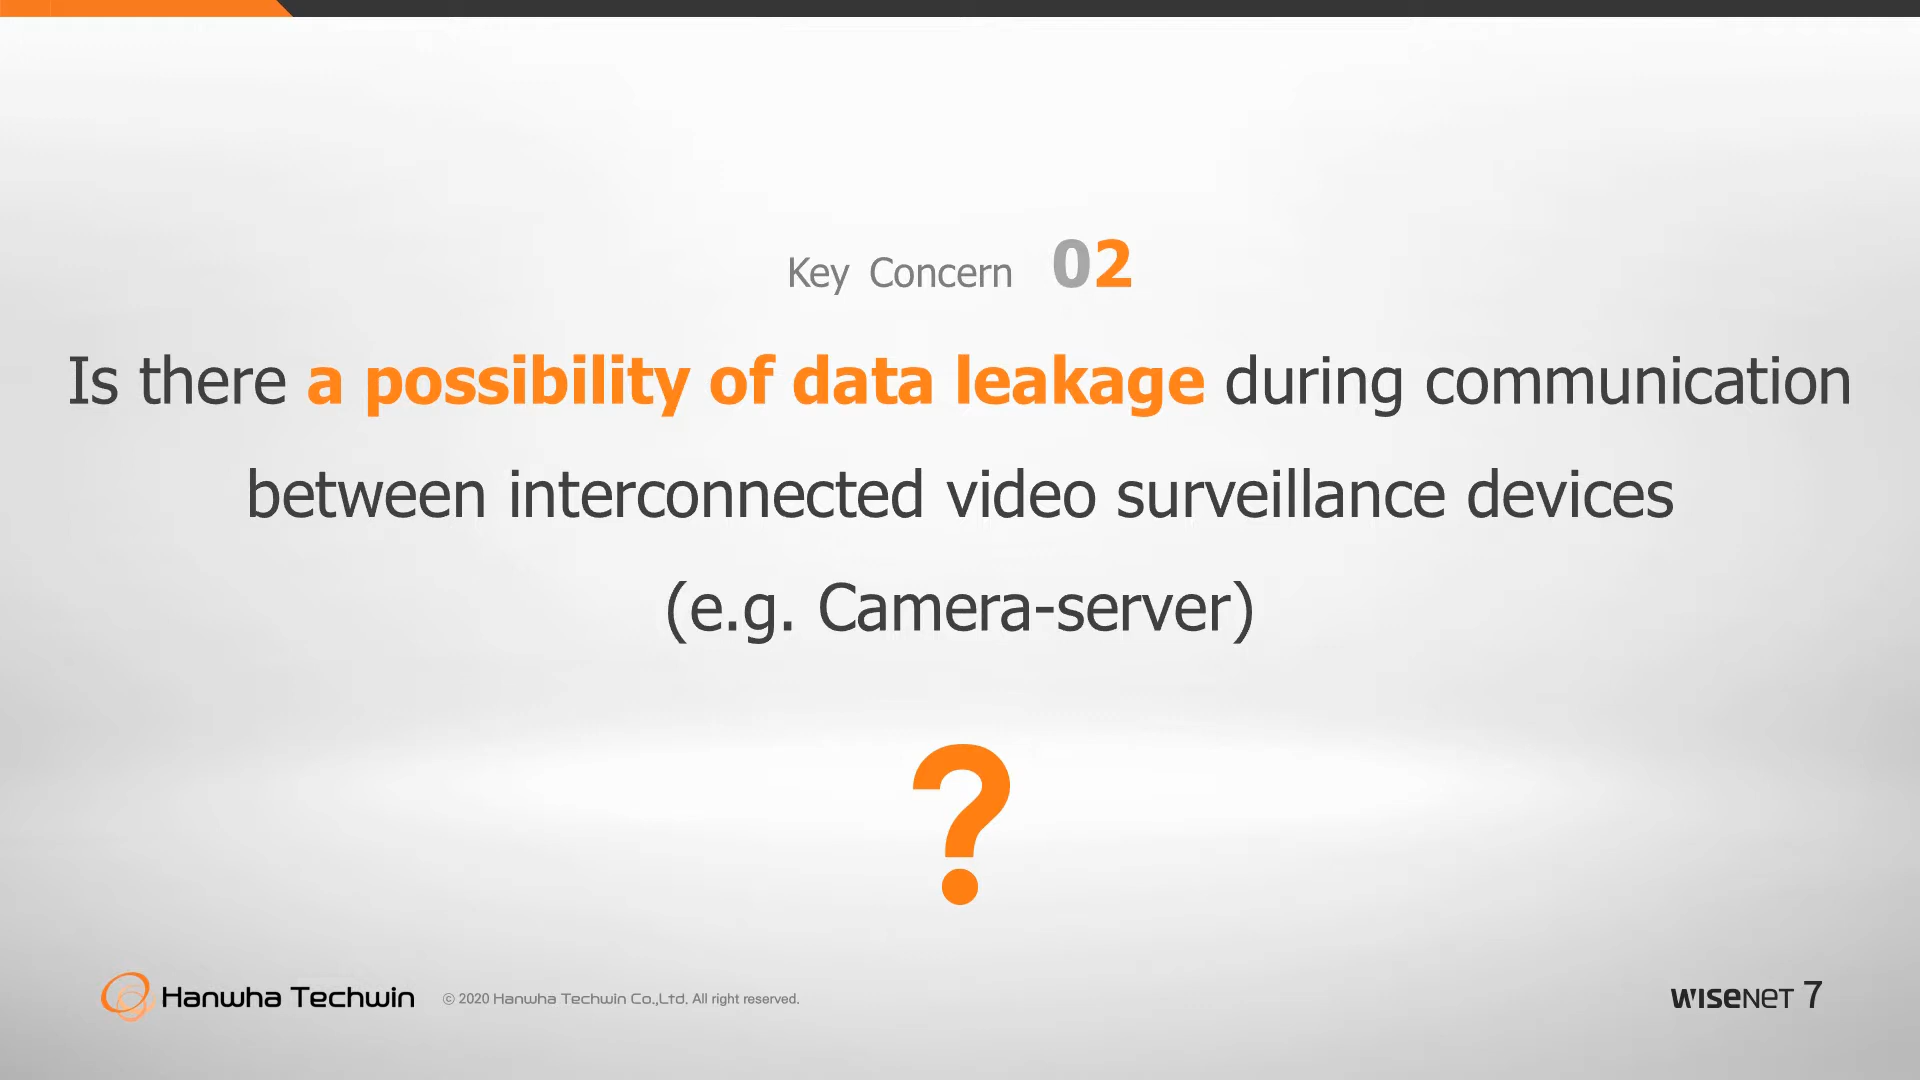 Key Concern 02
Is there a possibility of data leakage during communication
between interconnected video surveillance devices
(e.g. Camera-server)
?
Hanwha Techwin
© 2020 Hanwha Techwin Co.,Ltd. All right reserved.
WISENET 7